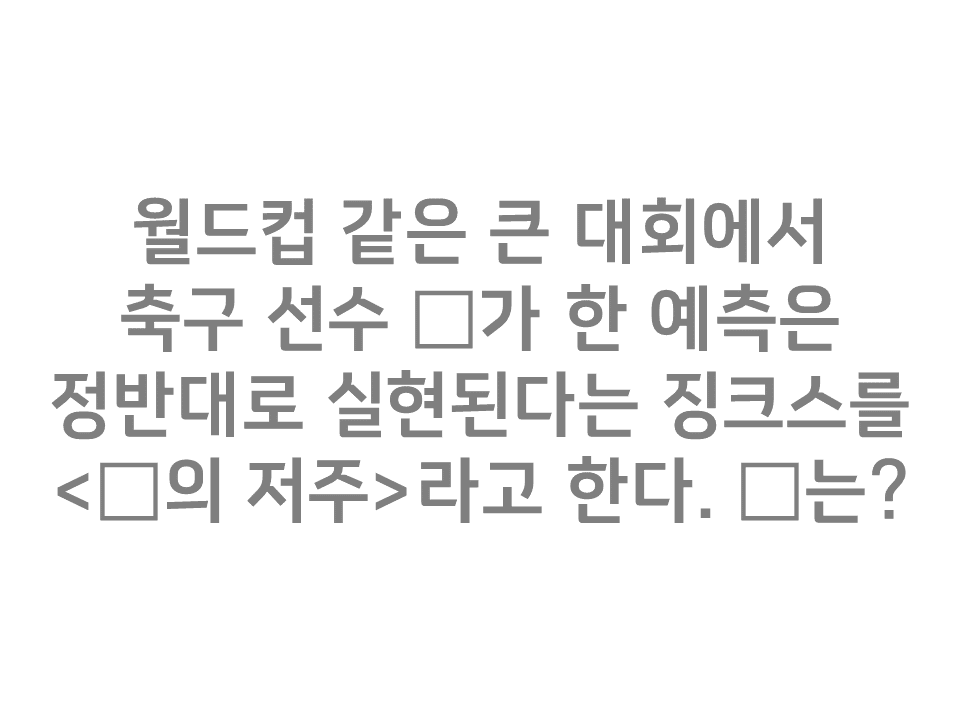 월드컵 같은 큰 대회에서
축구 선수 □가 한 예측은
정반대로 실현된다는 징크스를
<□의 저주>라고 한다. □는?